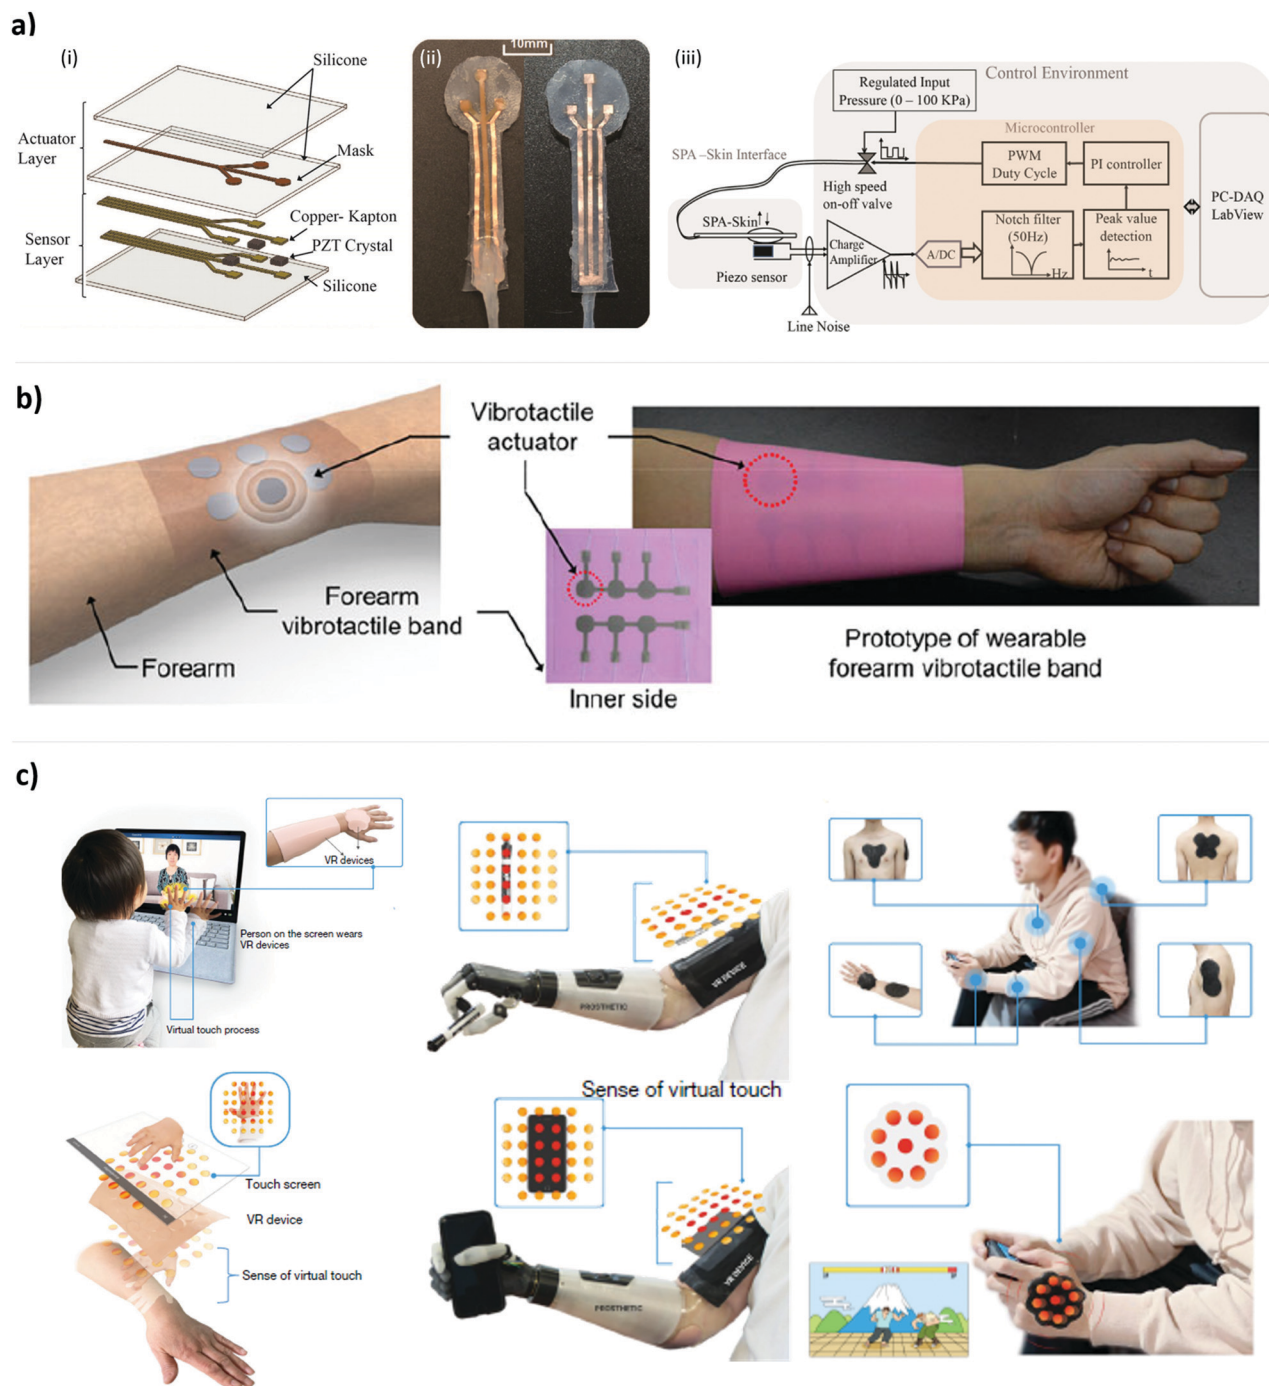 a)
(i)
Silicone
Actuator
Layer
Mask
Copper- Kapton
PZT Crystal
Sensor
Layer
Silicone
(ii)
10mm
(iii)
Control Environment
Regulated Input
Pressure (0 – 100 KPa)
Microcontroller
SPA –Skin Interface
PWM
Duty Cycle
PI controller
High speed
on-off valve
PC-DAQ
LabView
SPA-Skin
Charge
Amplifier
A/DC
Notch filter
(50Hz)
Hz
Peak value
detection
t
Piezo sensor
Line Noise
b)
Vibrotactile
actuator
Forearm
vibrotactile band
Forearm
Inner side
Prototype of wearable
forearm vibrotactile band
c)
VR devices
Person on the screen wears
VR devices
Virtual touch process
VR DEVICE
PROSTHETIC
Sense of virtual touch
Touch screen
VR device
Sense of virtual touch
VR DEVICE
PROSTHETIC